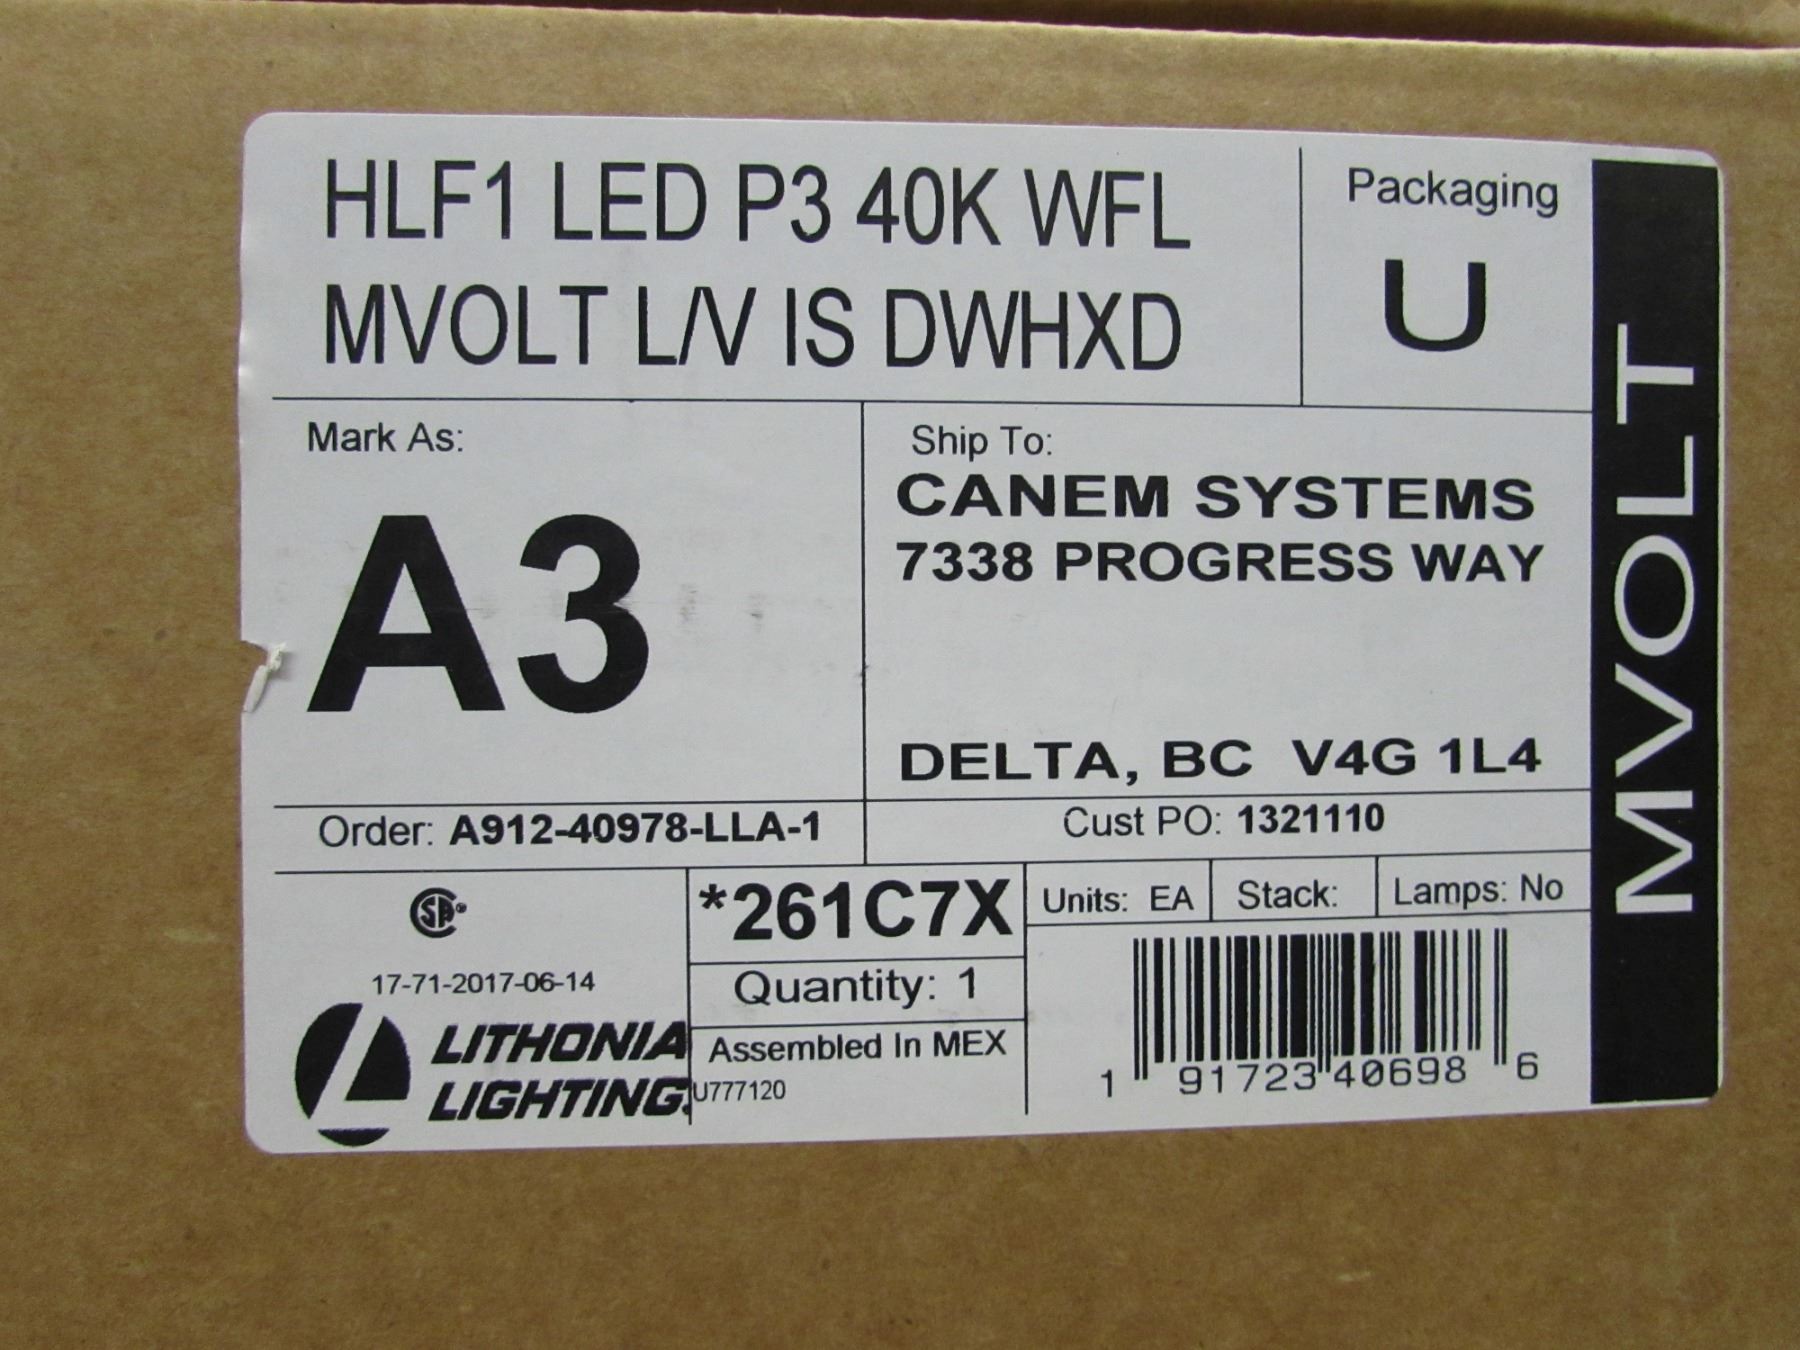 HLF1 LED P3 40K WFL
MVOLT L/V IS DWHXD
Packaging
U
MVOLT
Mark As:
A3
Ship To:
CANEM SYSTEMS
7338 PROGRESS WAY
DELTA, BC V4G 1L4
Order: A912-40978-LLA-1
Cust PO: 1321110
SA
17-71-2017-06-14
LITHONIA
LIGHTING
*261C7X
Quantity: 1
Assembled In MEX
U777120
Units: EA
Stack:
Lamps: No
1 91723 40698 6